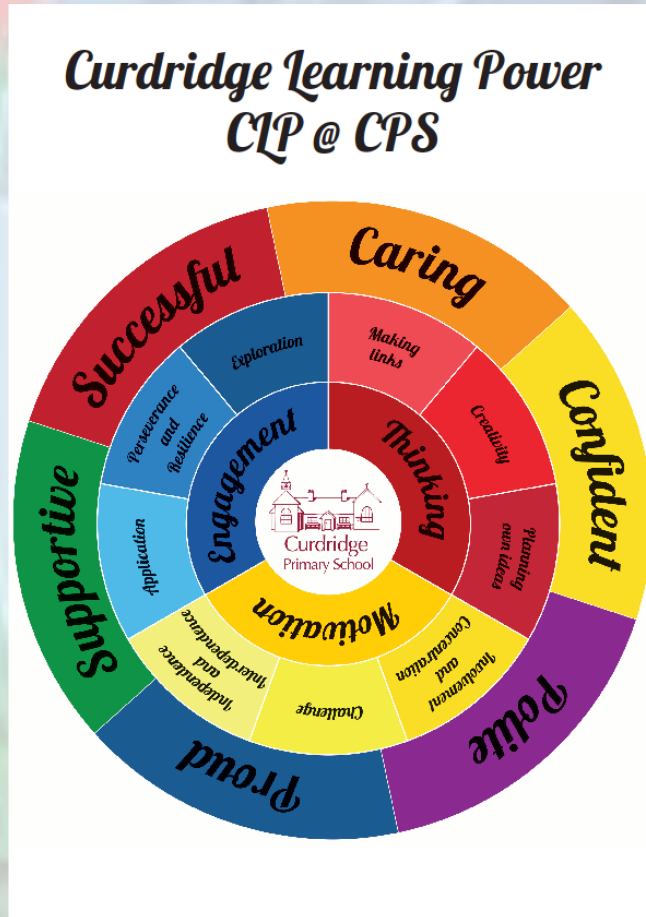 Curdridge Learning Power
CLP @ CPS
Caring
Confident
Polite
Proud
Supportive
Successful
Making
links
Creativity
Planning
own ideas
Involvement
and
Concentration
Challenge
Independence
and
Interdependence
Application
Perseverance
and
Resilience
Exploration
Thinking
Motivation
Engagement
Curdridge
Primary School